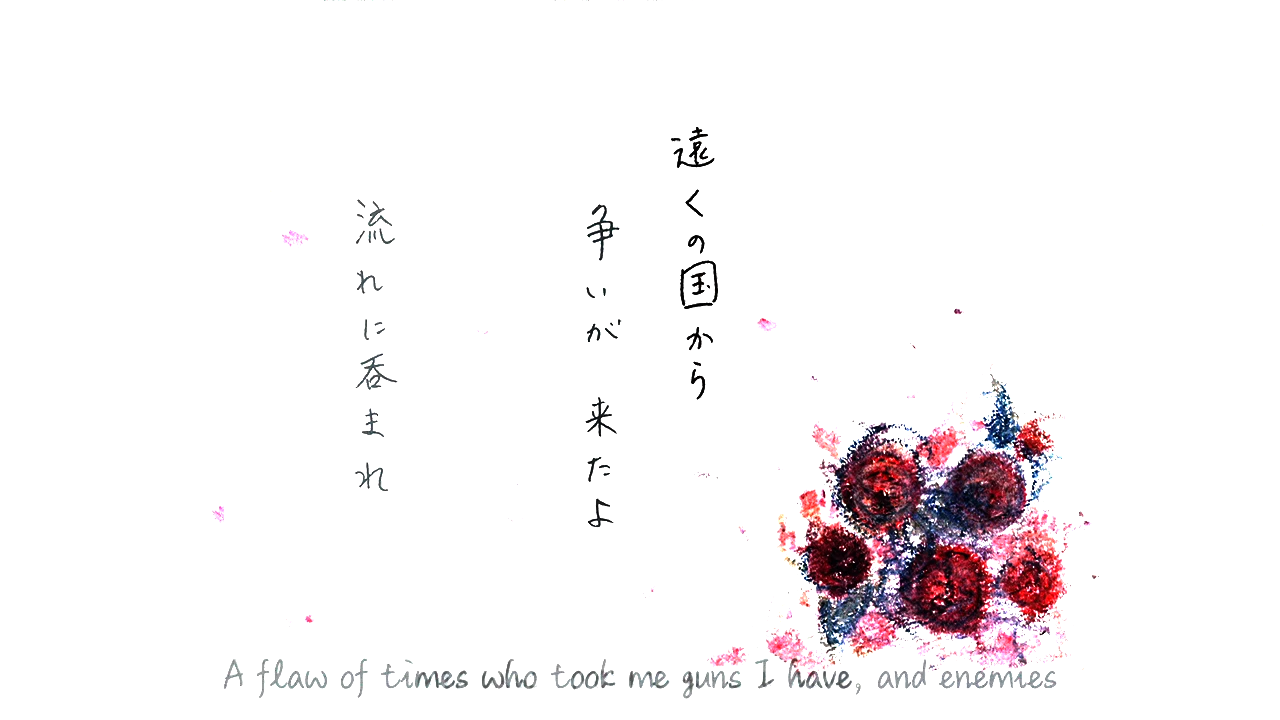 遠くの国から
争いが 来たよ
流れに呑まれ
A flaw of times who took me guns I have, and enemies